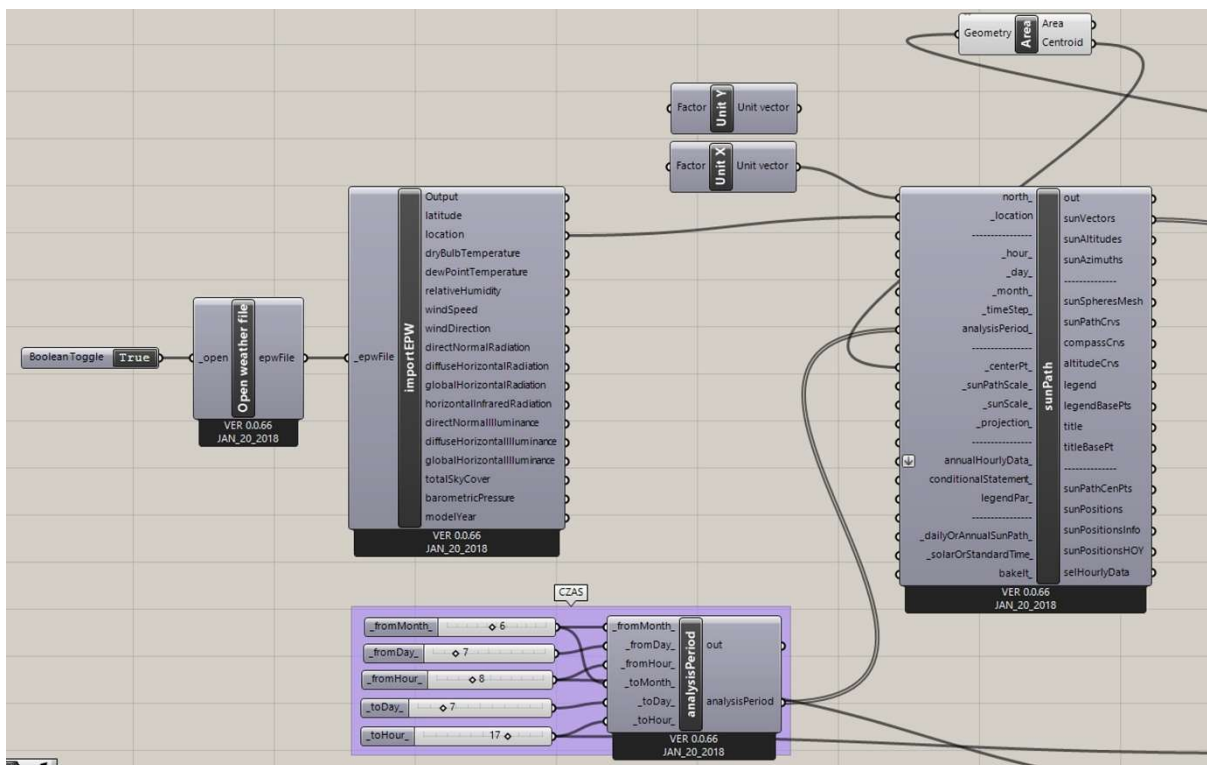 Geometry
Area
Area
Centroid
Factor
Unit Y
Unit vector
Factor
Unit X
Unit vector
BooleanToggle True
_open
Open weather file
epwFile
VER 0.0.66
JAN_20_2018
_epwFile
importEPW
Output
latitude
location
dryBulbTemperature
dewPointTemperature
relativeHumidity
windSpeed
windDirection
directNormalRadiation
diffuseHorizontalRadiation
globalHorizontalRadiation
horizontalInfraredRadiation
directNormalIlluminance
diffuseHorizontalIlluminance
globalHorizontalIlluminance
totalSkyCover
barometricPressure
modelYear
VER 0.0.66
JAN_20_2018
north_
_location
---------------
_hour_
_day_
_month_
_timeStep_
analysisPeriod_
---------------
_centerPt_
_sunPathScale_
_sunScale_
_projection_
---------------
annualHourlyData_
conditionalStatement_
legendPar_
---------------
_dailyOrAnnualSunPath_
_solarOrStandardTime_
bakeIt_
sunPath
out
sunVectors
sunAltitudes
sunAzimuths
--------------
sunSpheresMesh
sunPathCrvs
compassCrvs
altitudeCrvs
legend
legendBasePts
title
titleBasePt
--------------
sunPathCenPts
sunPositions
sunPositionsInfo
sunPositionsHOY
selHourlyData
VER 0.0.66
JAN_20_2018
CZAS
_fromMonth_ 6
_fromDay_ 7
_fromHour_ 8
_toDay_ 7
_toHour_ 17
_fromMonth_
_fromDay_
_fromHour_
_toMonth_
_toDay_
_toHour_
analysisPeriod
out
analysisPeriod
VER 0.0.66
JAN_20_2018